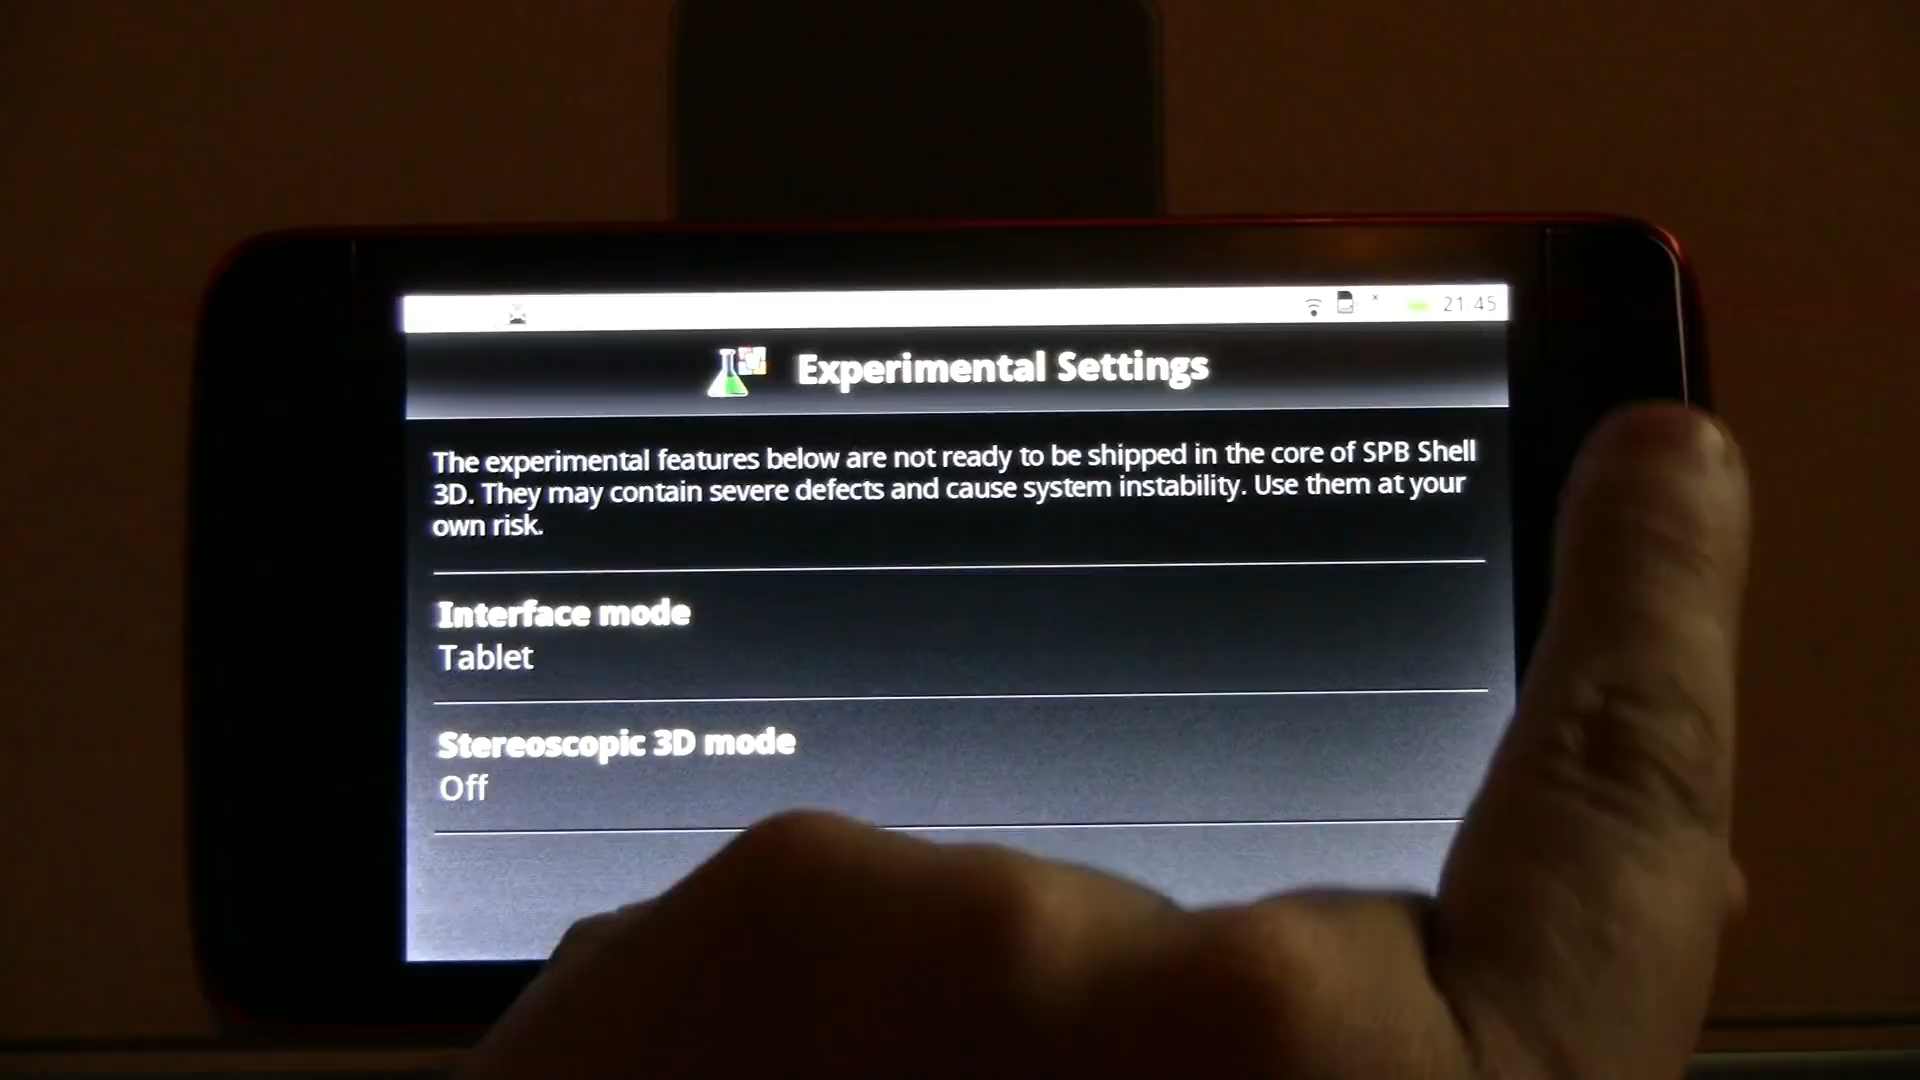 21 45
Experimental Settings
The experimental features below are not ready to be shipped in the core of SPB Shell
3D. They may contain severe defects and cause system instability. Use them at your
own risk.
Interface mode
Tablet
Stereoscopic 3D mode
Off